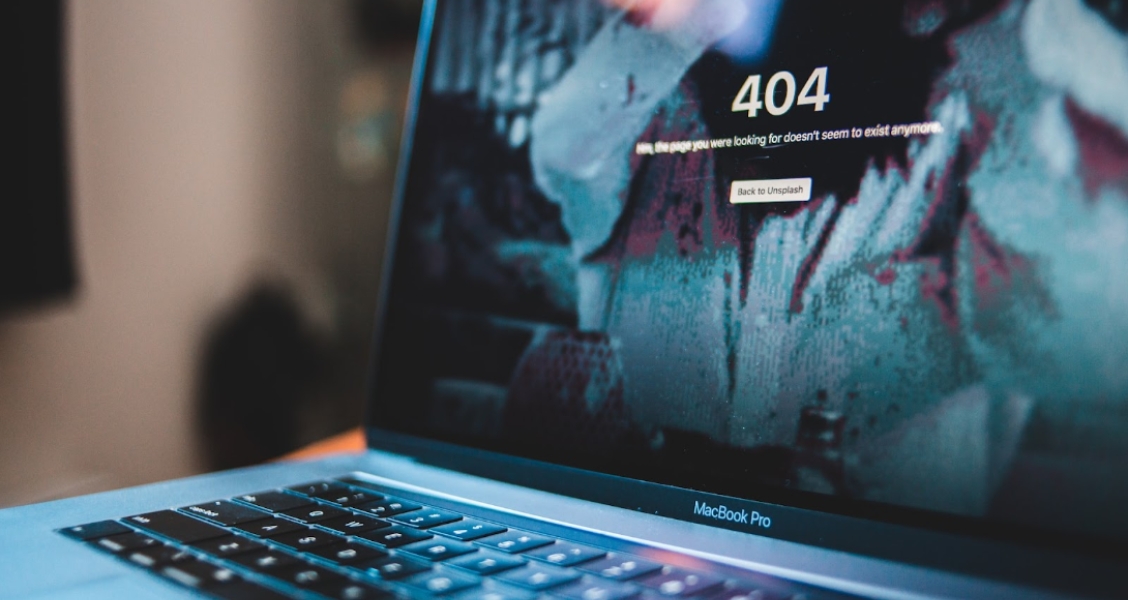 404
Hm, the page you were looking for doesn't seem to exist anymore.
Back to Unsplash
MacBook Pro
Q
W
A
S
D